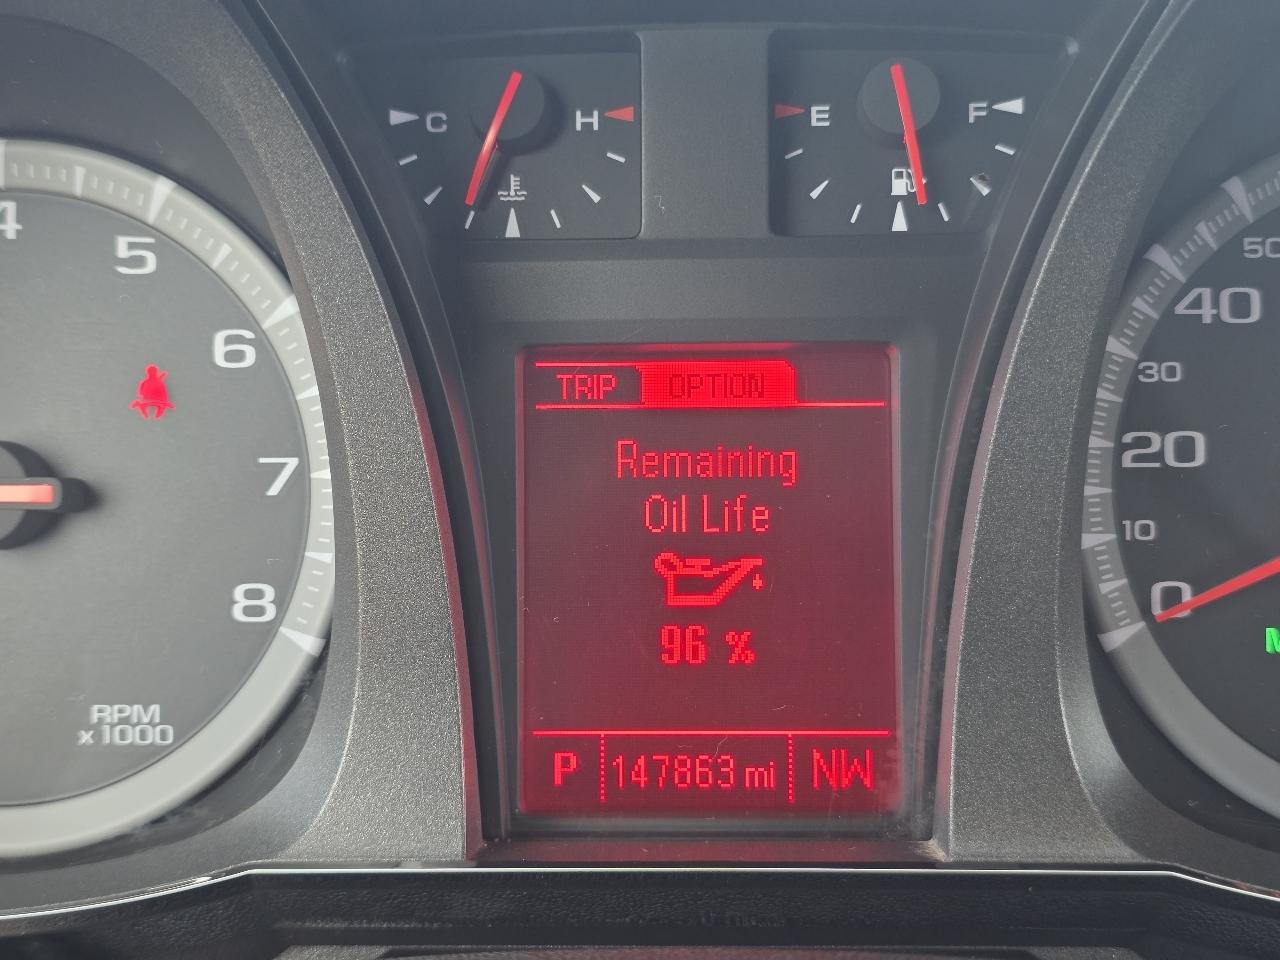 C H
E F
4
5
6
7
8
RPM
x1000
TRIP OPTION
Remaining
Oil Life
96 %
P 147863 mi NW
50
40
30
20
10
0